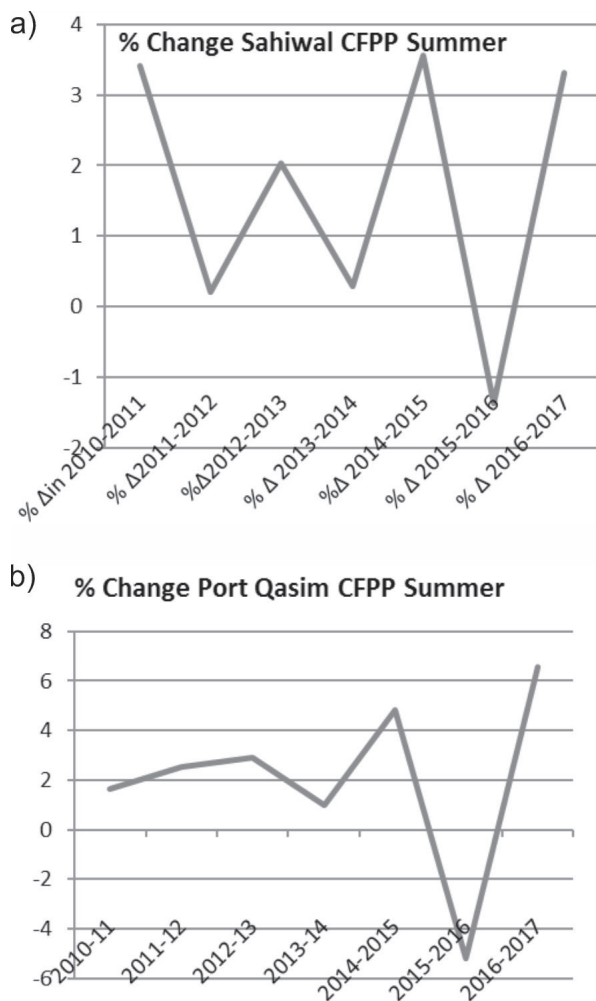 a)
% Change Sahiwal CFPP Summer
4
3
2
1
0
-1
-2
% Δin 2010-2011
% Δ2011-2012
%Δ2012-2013
% Δ 2013-2014
%Δ 2014-2015
% Δ 2015-2016
% Δ 2016-2017
b)
% Change Port Qasim CFPP Summer
8
6
4
2
0
-2
-4
-6
2010-11
2011-12
2012-13
2013-14
2014-2015
2015-2016
2016-2017